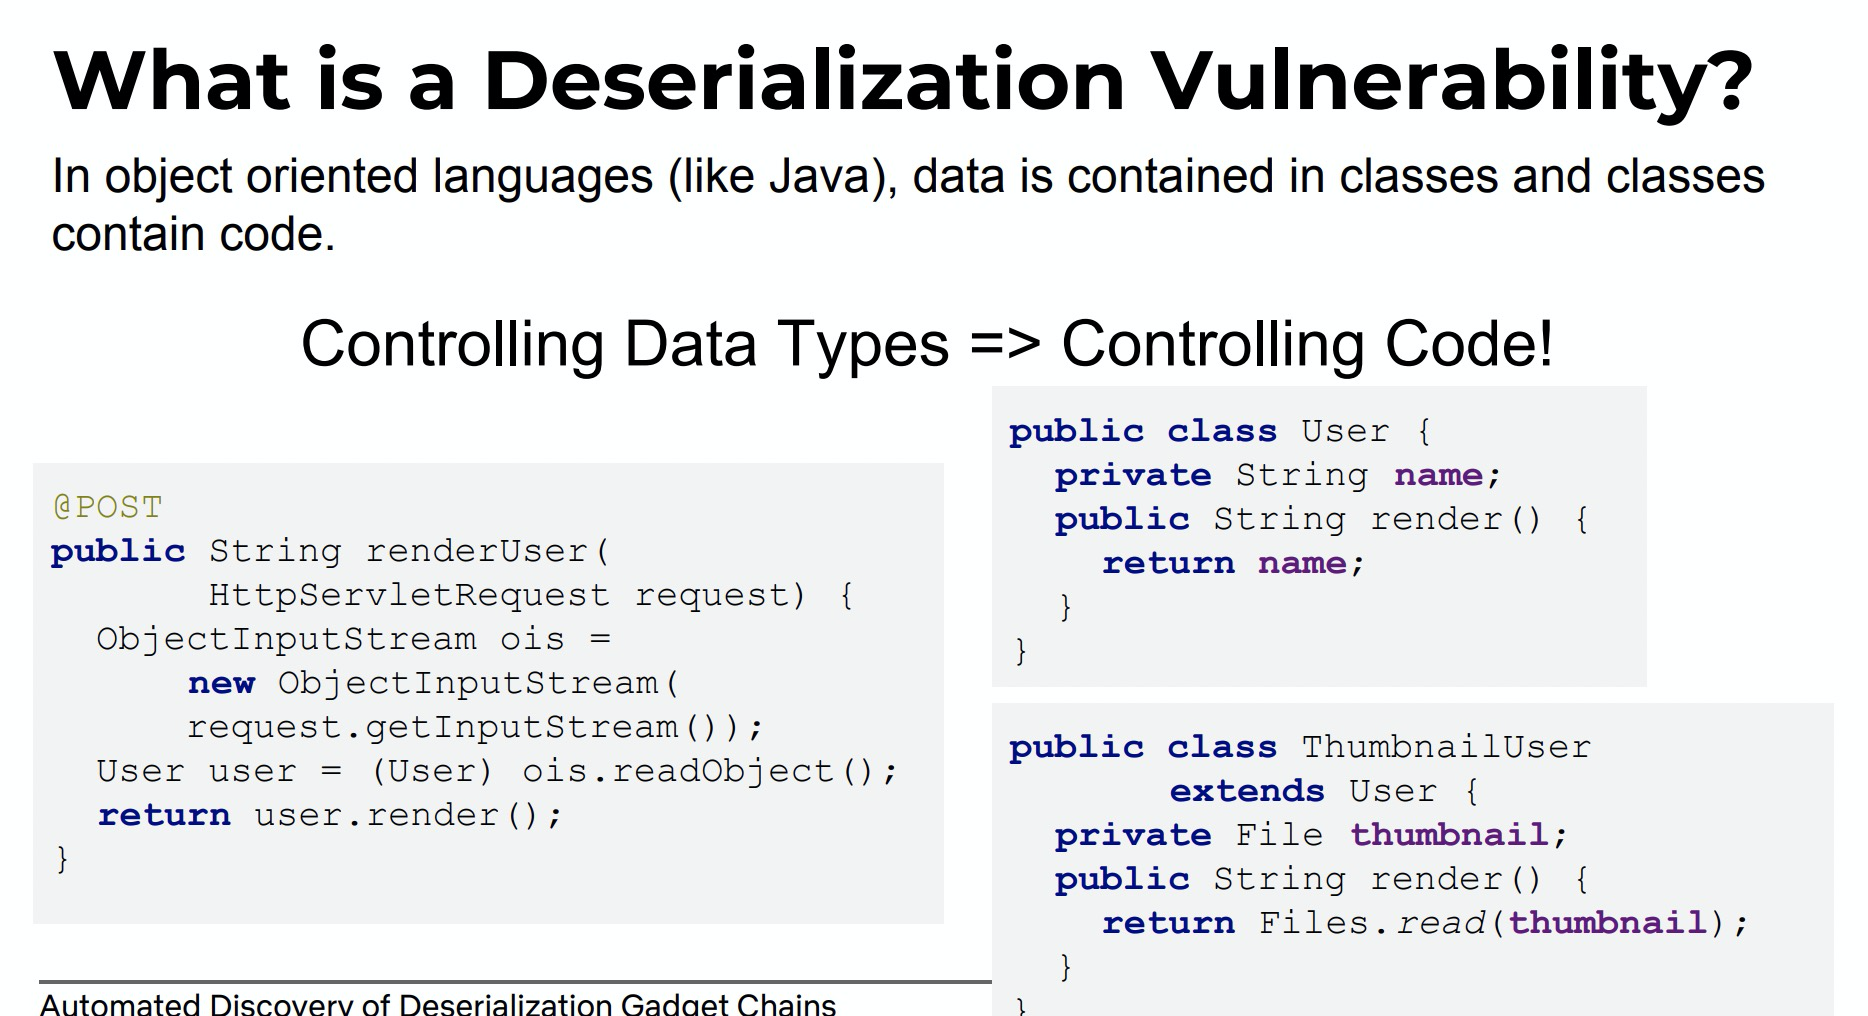 What is a Deserialization Vulnerability?
In object oriented languages (like Java), data is contained in classes and classes
contain code.
Controlling Data Types => Controlling Code!
@POST
public String renderUser(
HttpServletRequest request) {
ObjectInputStream ois =
new ObjectInputStream(
request.getInputStream());
User user = (User) ois.readObject();
return user.render();
}
public class User {
private String name;
public String render() {
return name;
}
}
public class ThumbnailUser
extends User {
private File thumbnail;
public String render() {
return Files.read(thumbnail);
}
}
Automated Discovery of Deserialization Gadget Chains